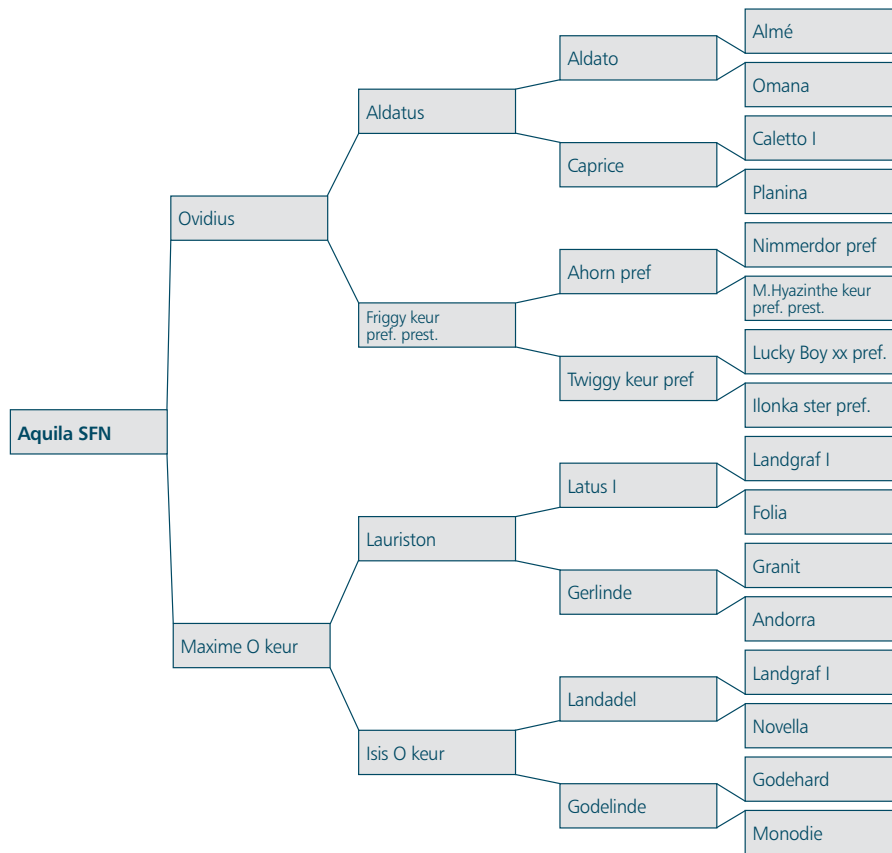 Almé
Aldato
Omana
Aldatus
Caletto I
Caprice
Planina
Ovidius
Nimmerdor pref
Ahorn pref
M.Hyazinthe keur
pref. prest.
Friggy keur
pref. prest.
Lucky Boy xx pref.
Twiggy keur pref
Ilonka ster pref.
Aquila SFN
Landgraf I
Latus I
Folia
Lauriston
Granit
Gerlinde
Andorra
Maxime O keur
Landgraf I
Landadel
Novella
Isis O keur
Godehard
Godelinde
Monodie